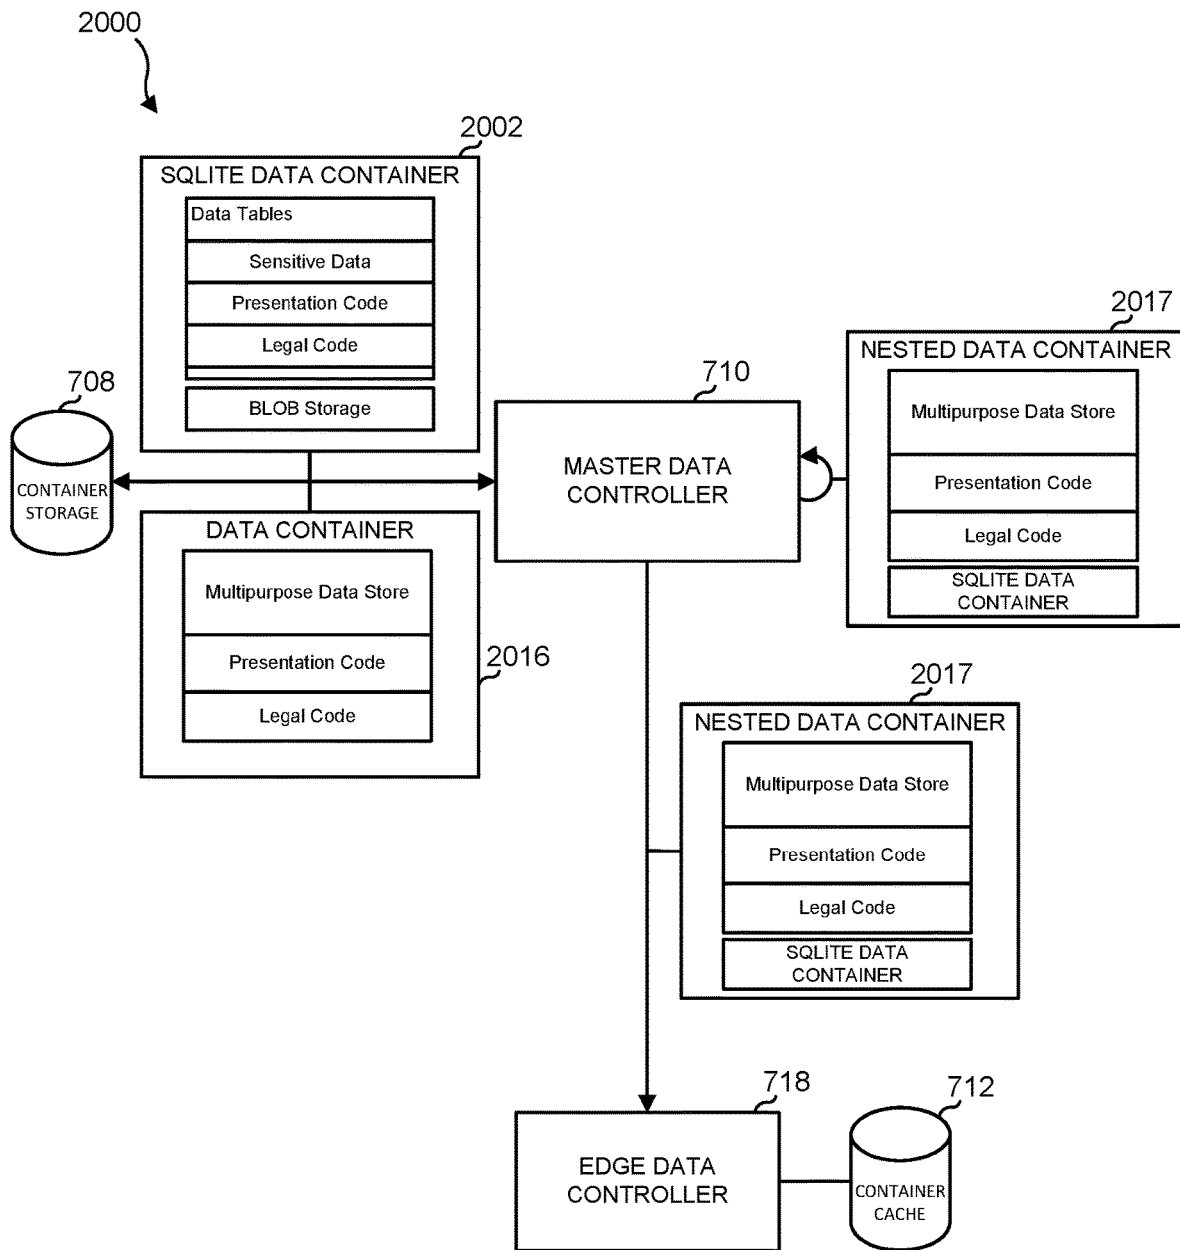 2000
2002
SQLITE DATA CONTAINER
Data Tables
Sensitive Data
Presentation Code
Legal Code
BLOB Storage
708
CONTAINER
STORAGE
710
MASTER DATA
CONTROLLER
2017
NESTED DATA CONTAINER
Multipurpose Data Store
Presentation Code
Legal Code
SQLITE DATA
CONTAINER
DATA CONTAINER
Multipurpose Data Store
Presentation Code
Legal Code
2016
2017
NESTED DATA CONTAINER
Multipurpose Data Store
Presentation Code
Legal Code
SQLITE DATA
CONTAINER
718
EDGE DATA
CONTROLLER
712
CONTAINER
CACHE